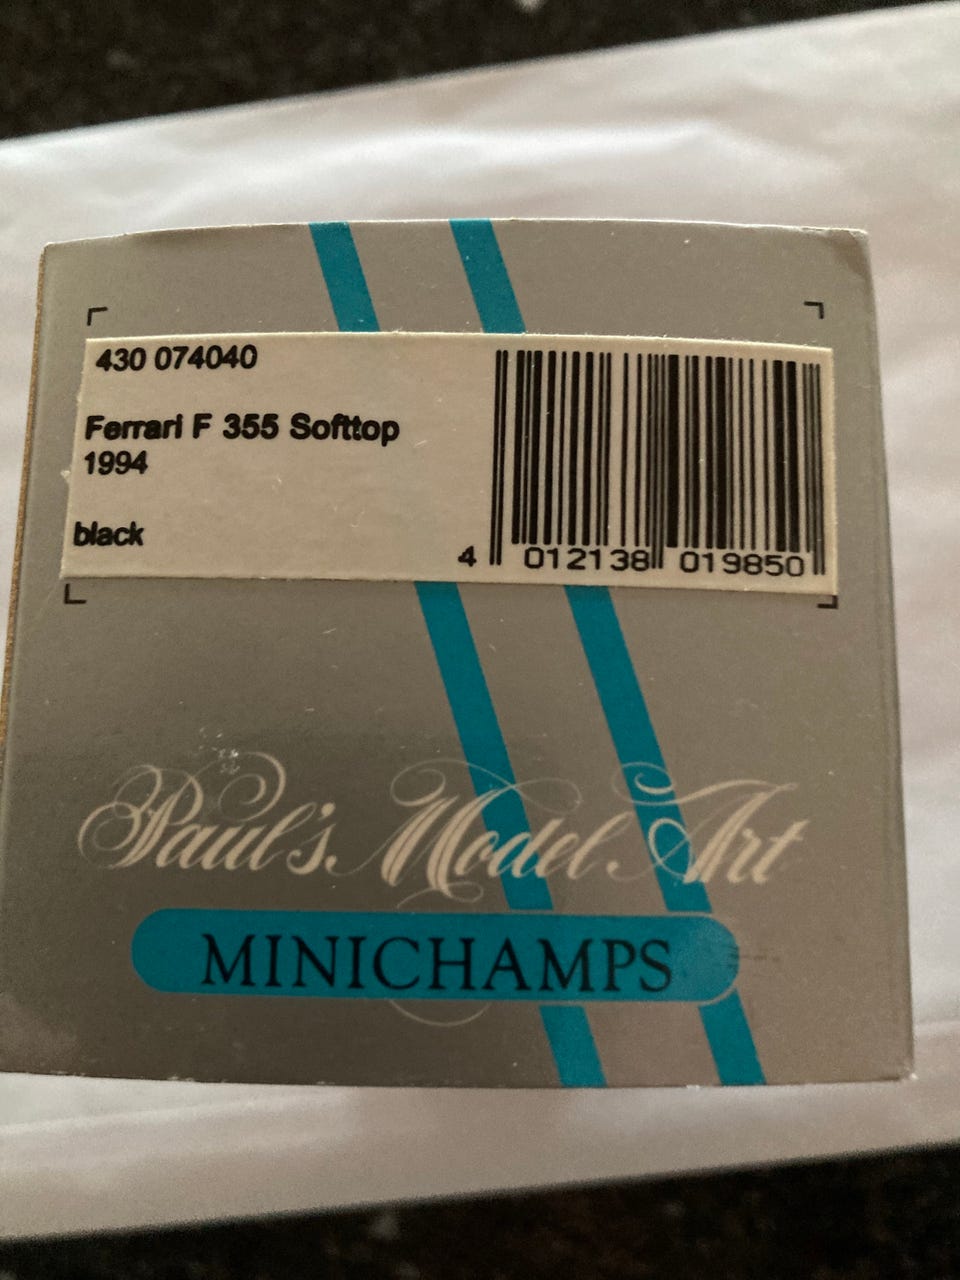 430 074040
Ferrari F 355 Softtop
1994
black
4 012138 019850
Paul's Model Art
MINICHAMPS